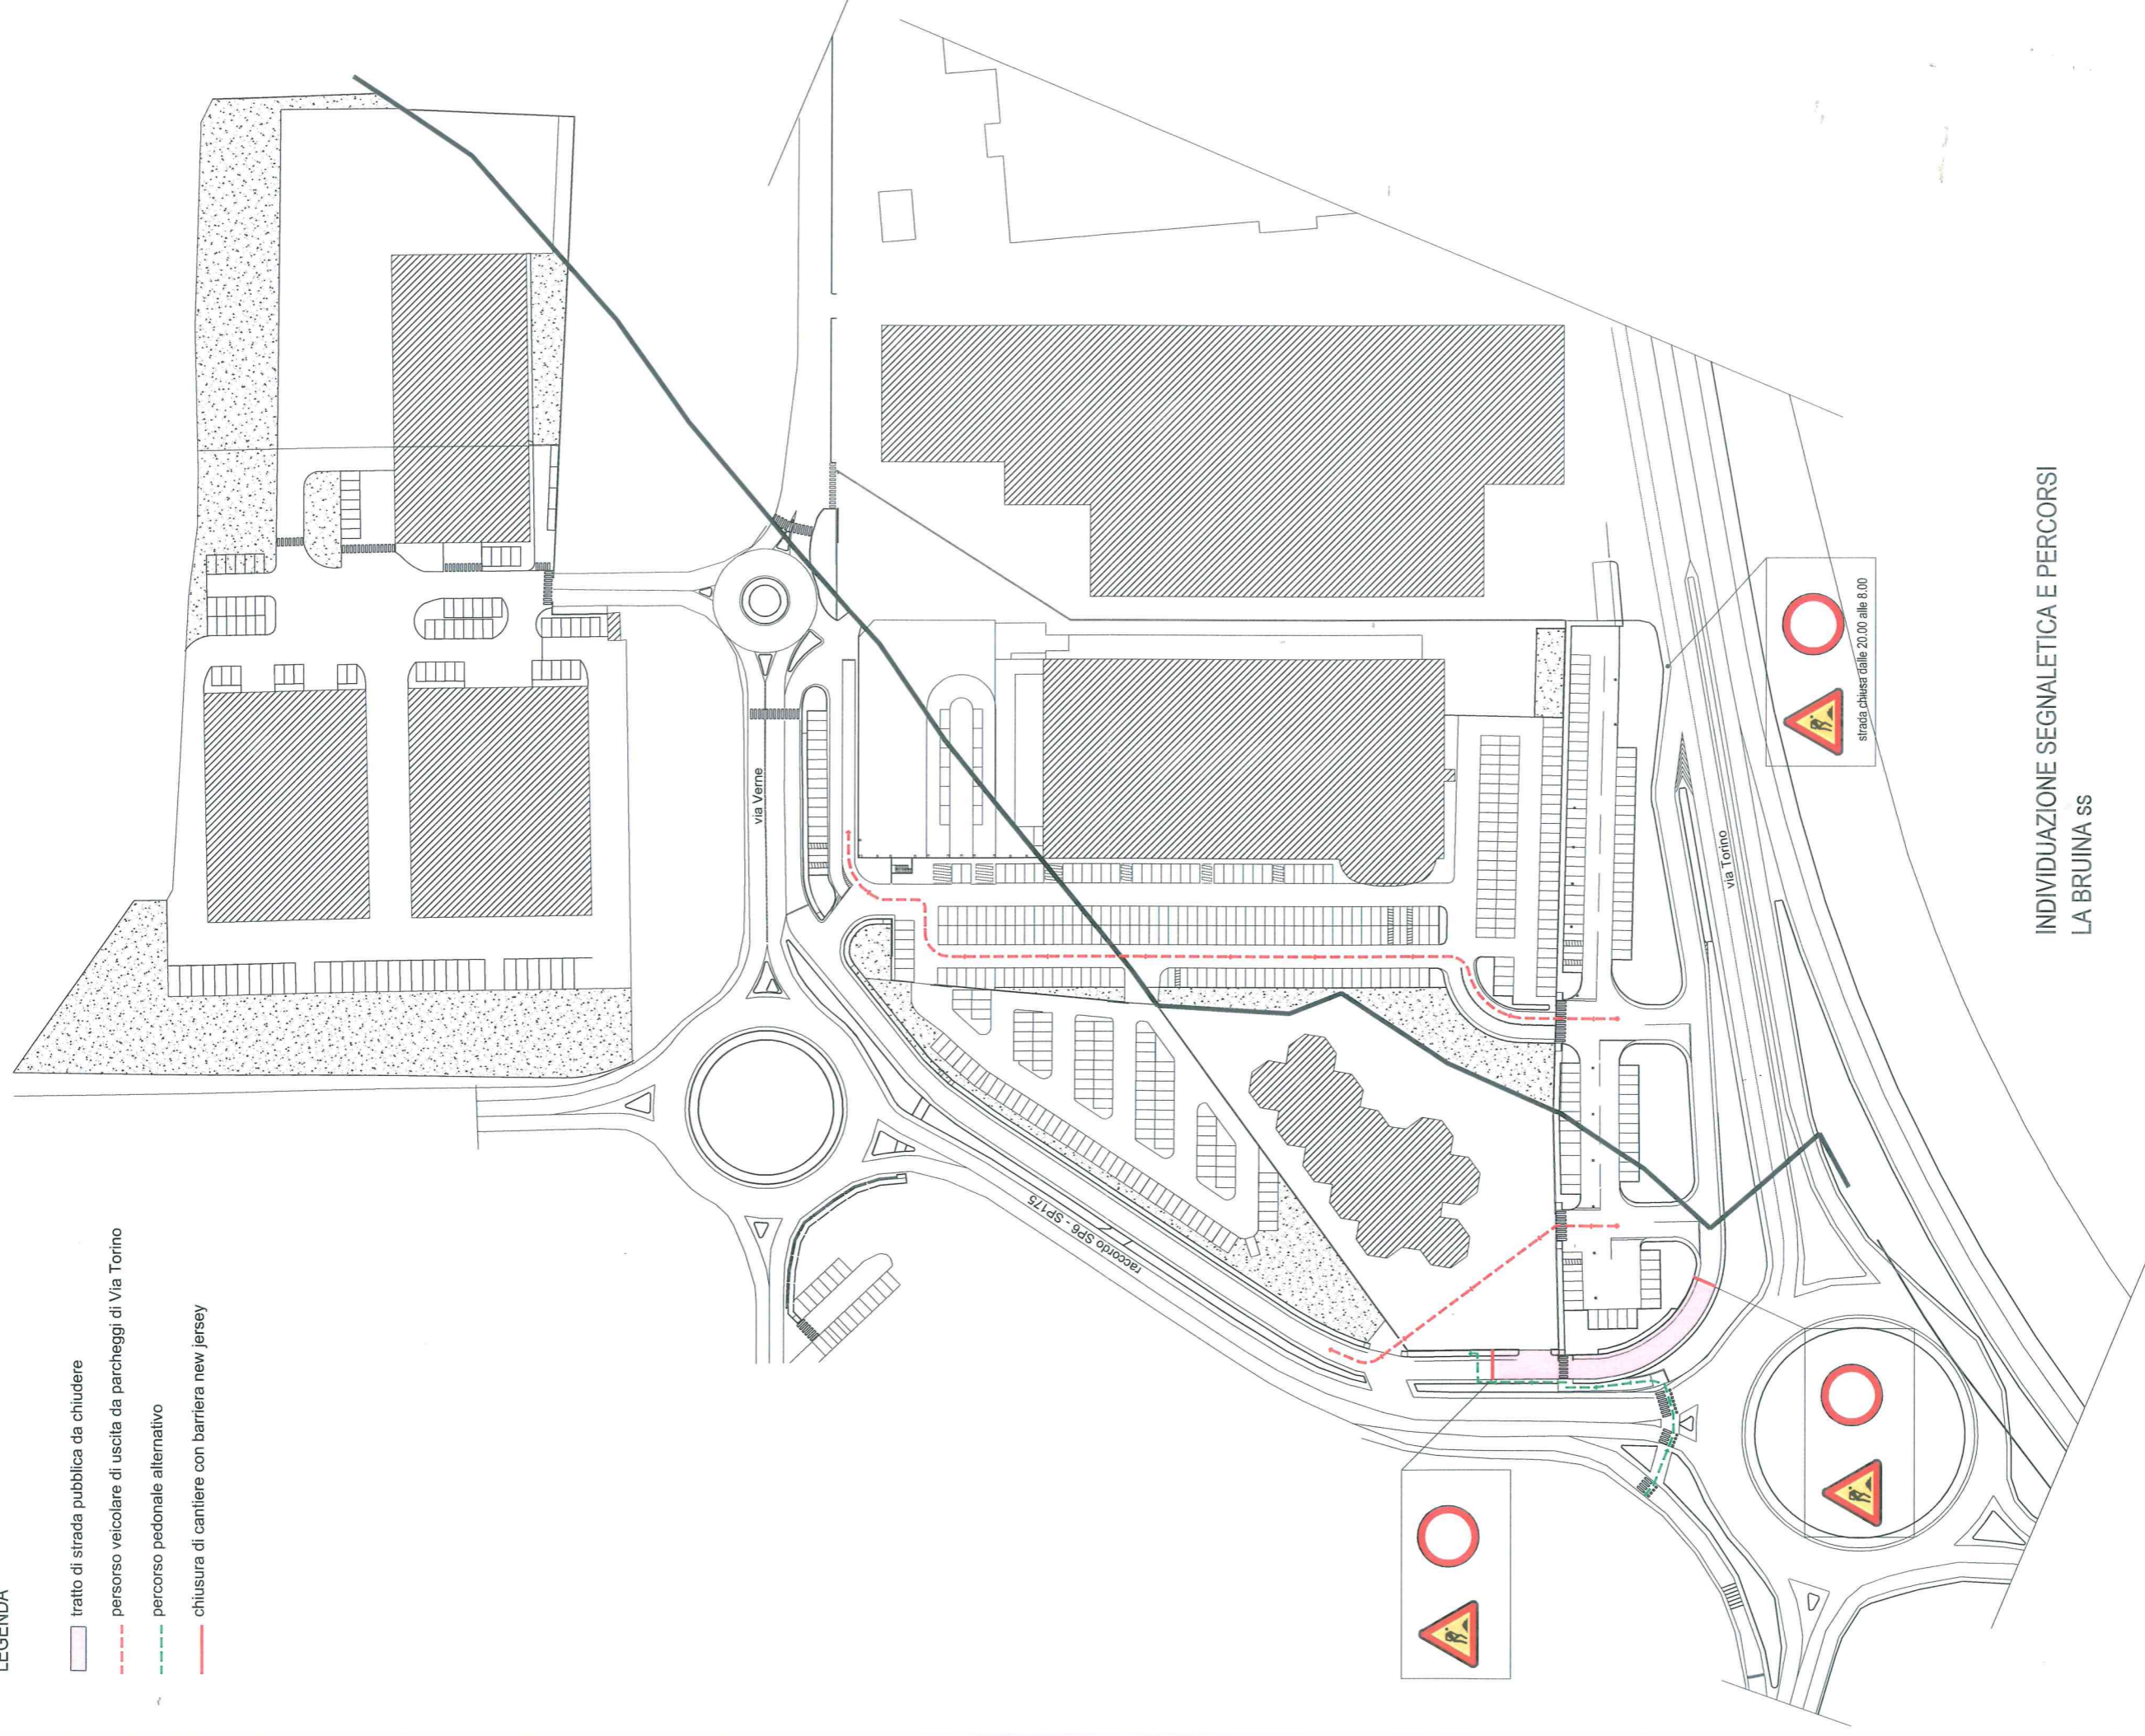 LEGENDA
tratto di strada pubblica da chiudere
persorso veicolare di uscita da parcheggi di Via Torino
percorso pedonale alternativo
chiusura di cantiere con barriera new jersey
via Verne
raccordo SP6 - SP175
via Torino
strada chiusa dalle 20.00 alle 8.00
INDIVIDUAZIONE SEGNALETICA E PERCORSI
LA BRUINA ss